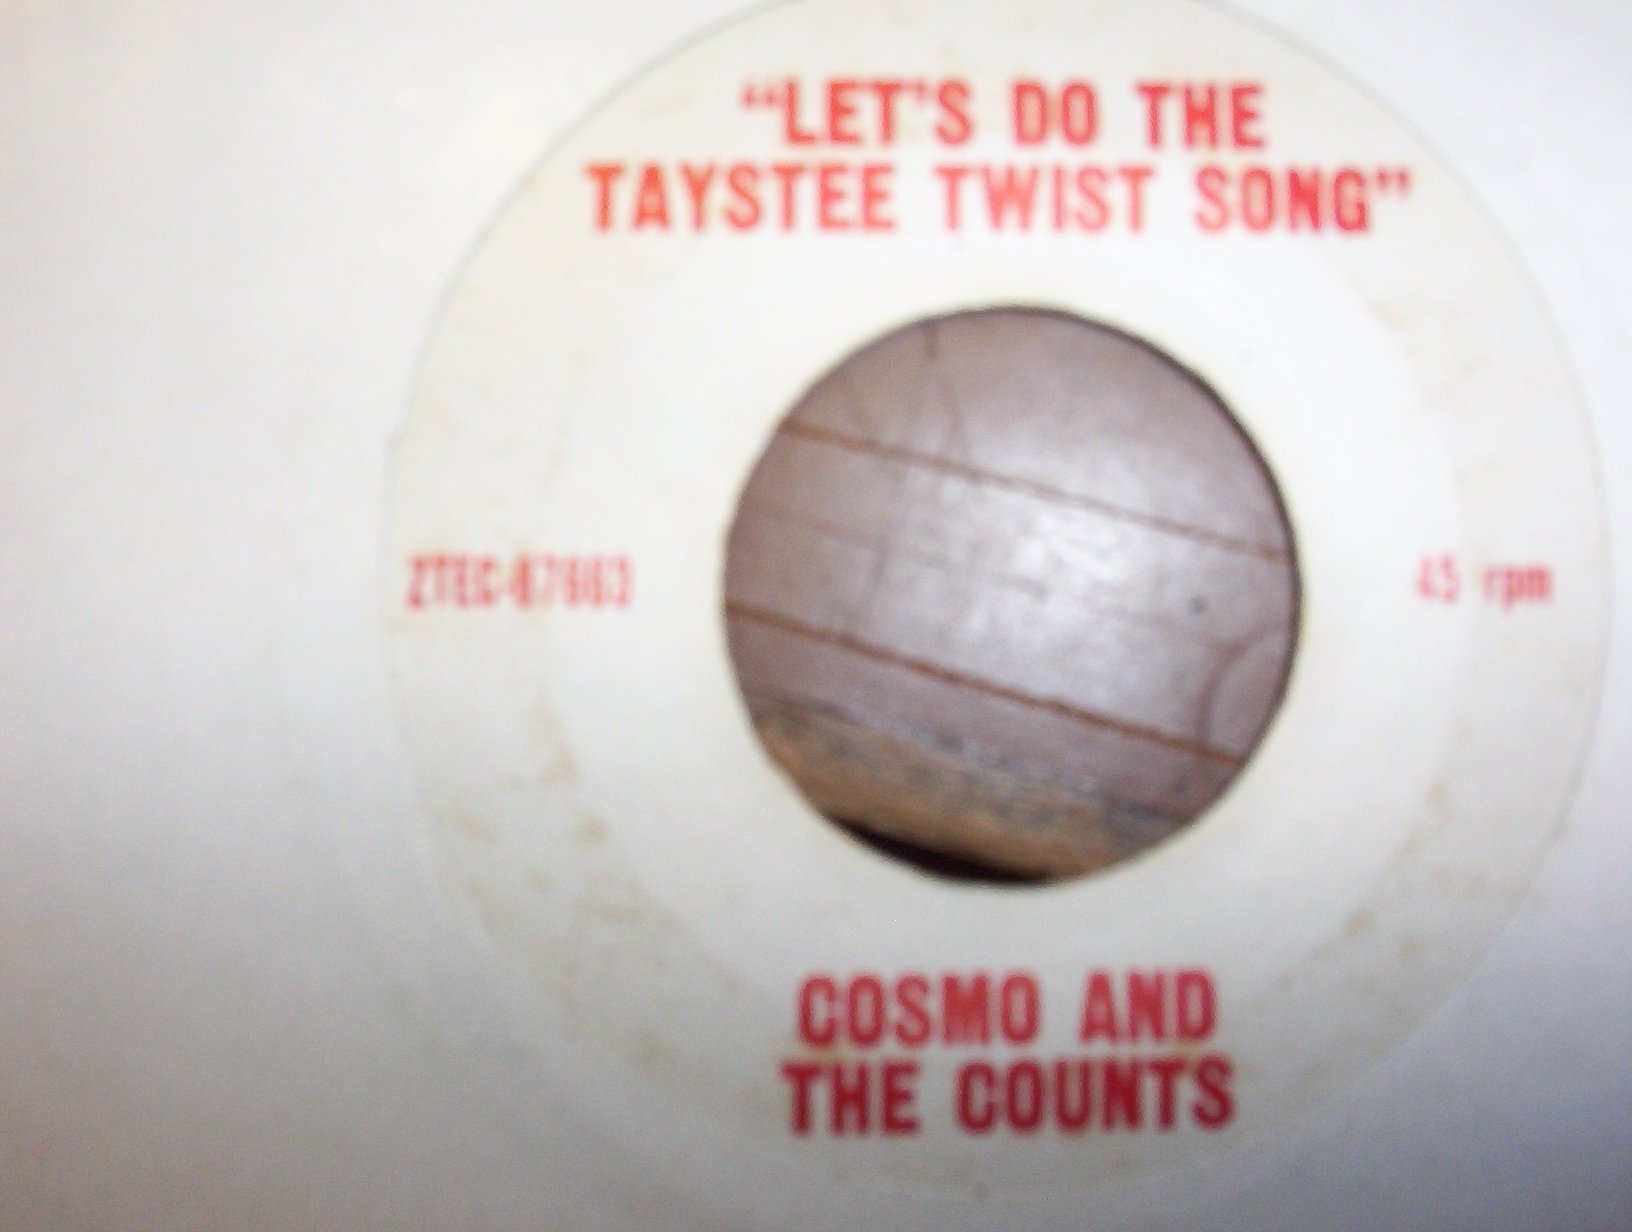 “LET'S DO THE
TAYSTEE TWIST SONG”
45 rpm
COSMO AND
THE COUNTS